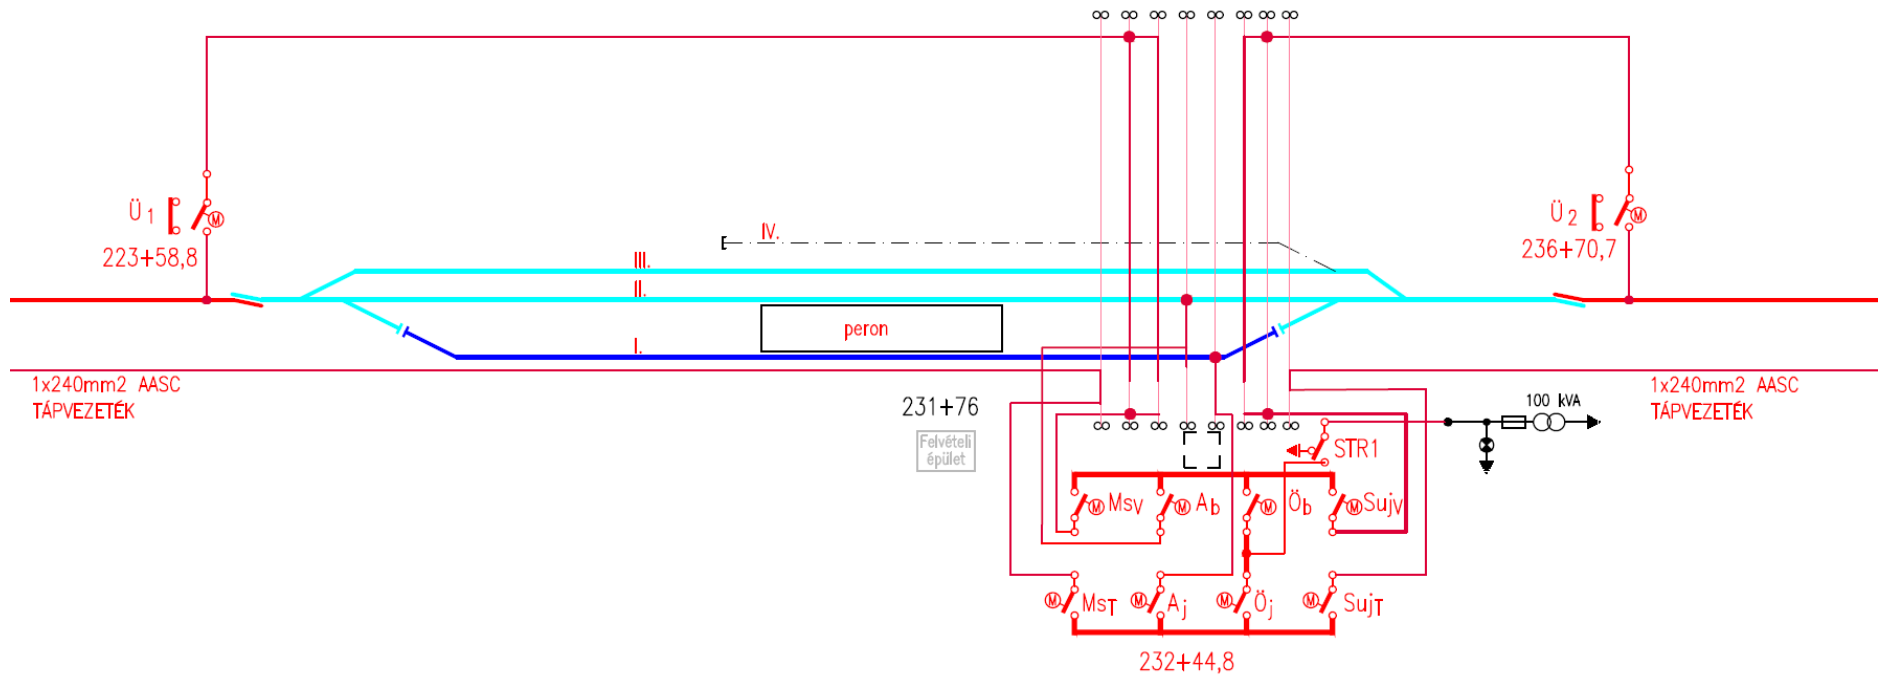 Ü1
223+58,8
Ü2
236+70,7
IV.
III.
II.
I.
peron
1x240mm2 AASC
TÁPVEZETÉK
1x240mm2 AASC
TÁPVEZETÉK
231+76
Felvételi
épület
100 kVA
STR1
M MsV
M Ab
M Öb
M SujV
M MsT
M Aj
M Öj
M SujT
232+44,8
M
M